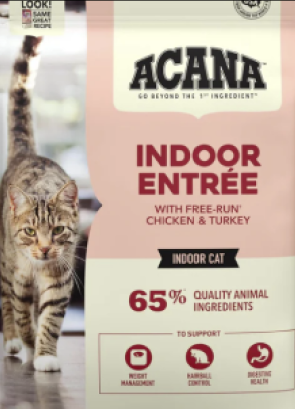 LOOK!
SAME
GREAT
RECIPE
ACANA
GO BEYOND THE 1ST INGREDIENT™
INDOOR
ENTRÉE
WITH FREE-RUN†
CHICKEN & TURKEY
INDOOR CAT
65%
QUALITY ANIMAL
INGREDIENTS
TO SUPPORT
WEIGHT
MANAGEMENT
HAIRBALL
CONTROL
DIGESTIVE
HEALTH